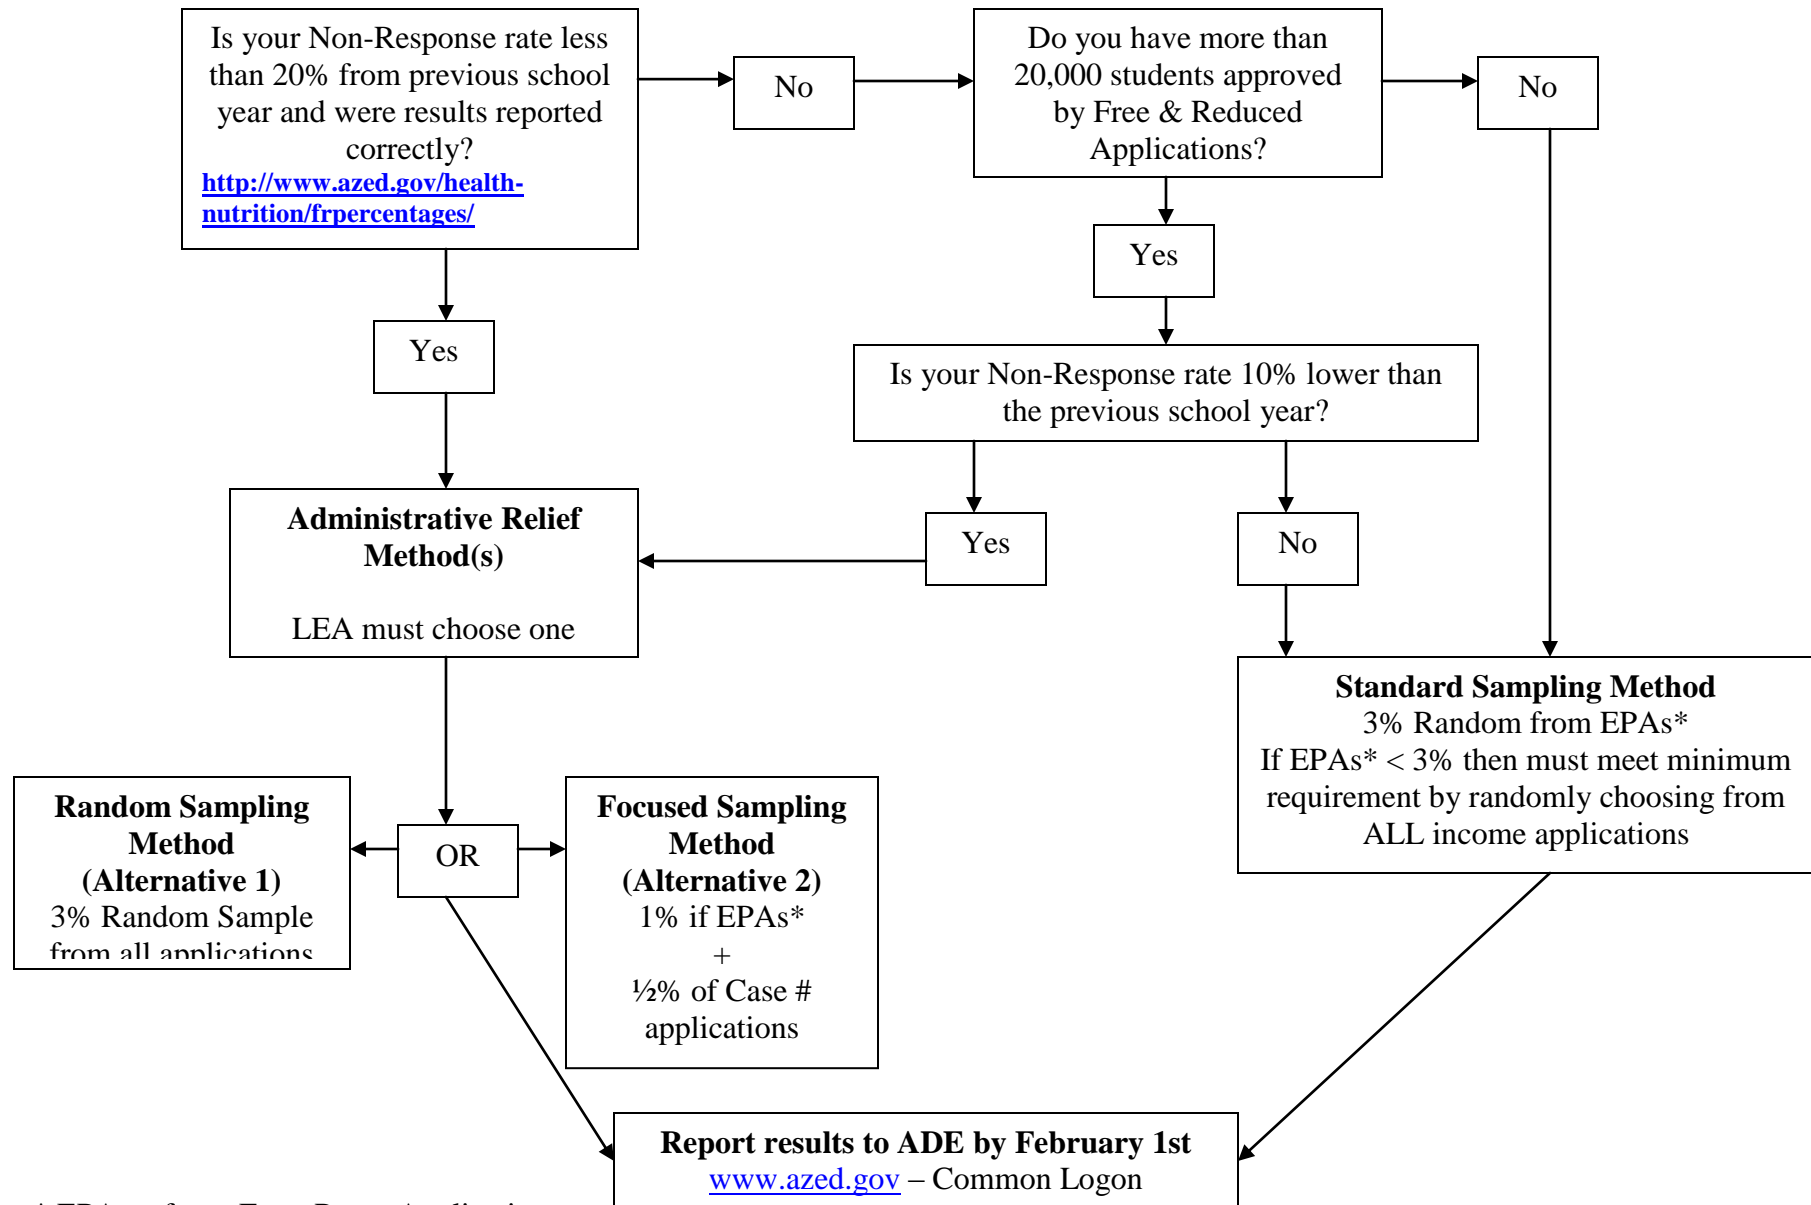 Is your Non-Response rate less
than 20% from previous school
year and were results reported
correctly?
http://www.azed.gov/health-
nutrition/frpercentages/
No
Do you have more than
20,000 students approved
by Free & Reduced
Applications?
No
Yes
Yes
Is your Non-Response rate 10% lower than
the previous school year?
Administrative Relief
Method(s)
LEA must choose one
Yes
No
Standard Sampling Method
3% Random from EPAs*
If EPAs* < 3% then must meet minimum
requirement by randomly choosing from
ALL income applications
Random Sampling
Method
(Alternative 1)
3% Random Sample
from all applications
OR
Focused Sampling
Method
(Alternative 2)
1% if EPAs*
+
½% of Case #
applications
Report results to ADE by February 1st
www.azed.gov – Common Logon